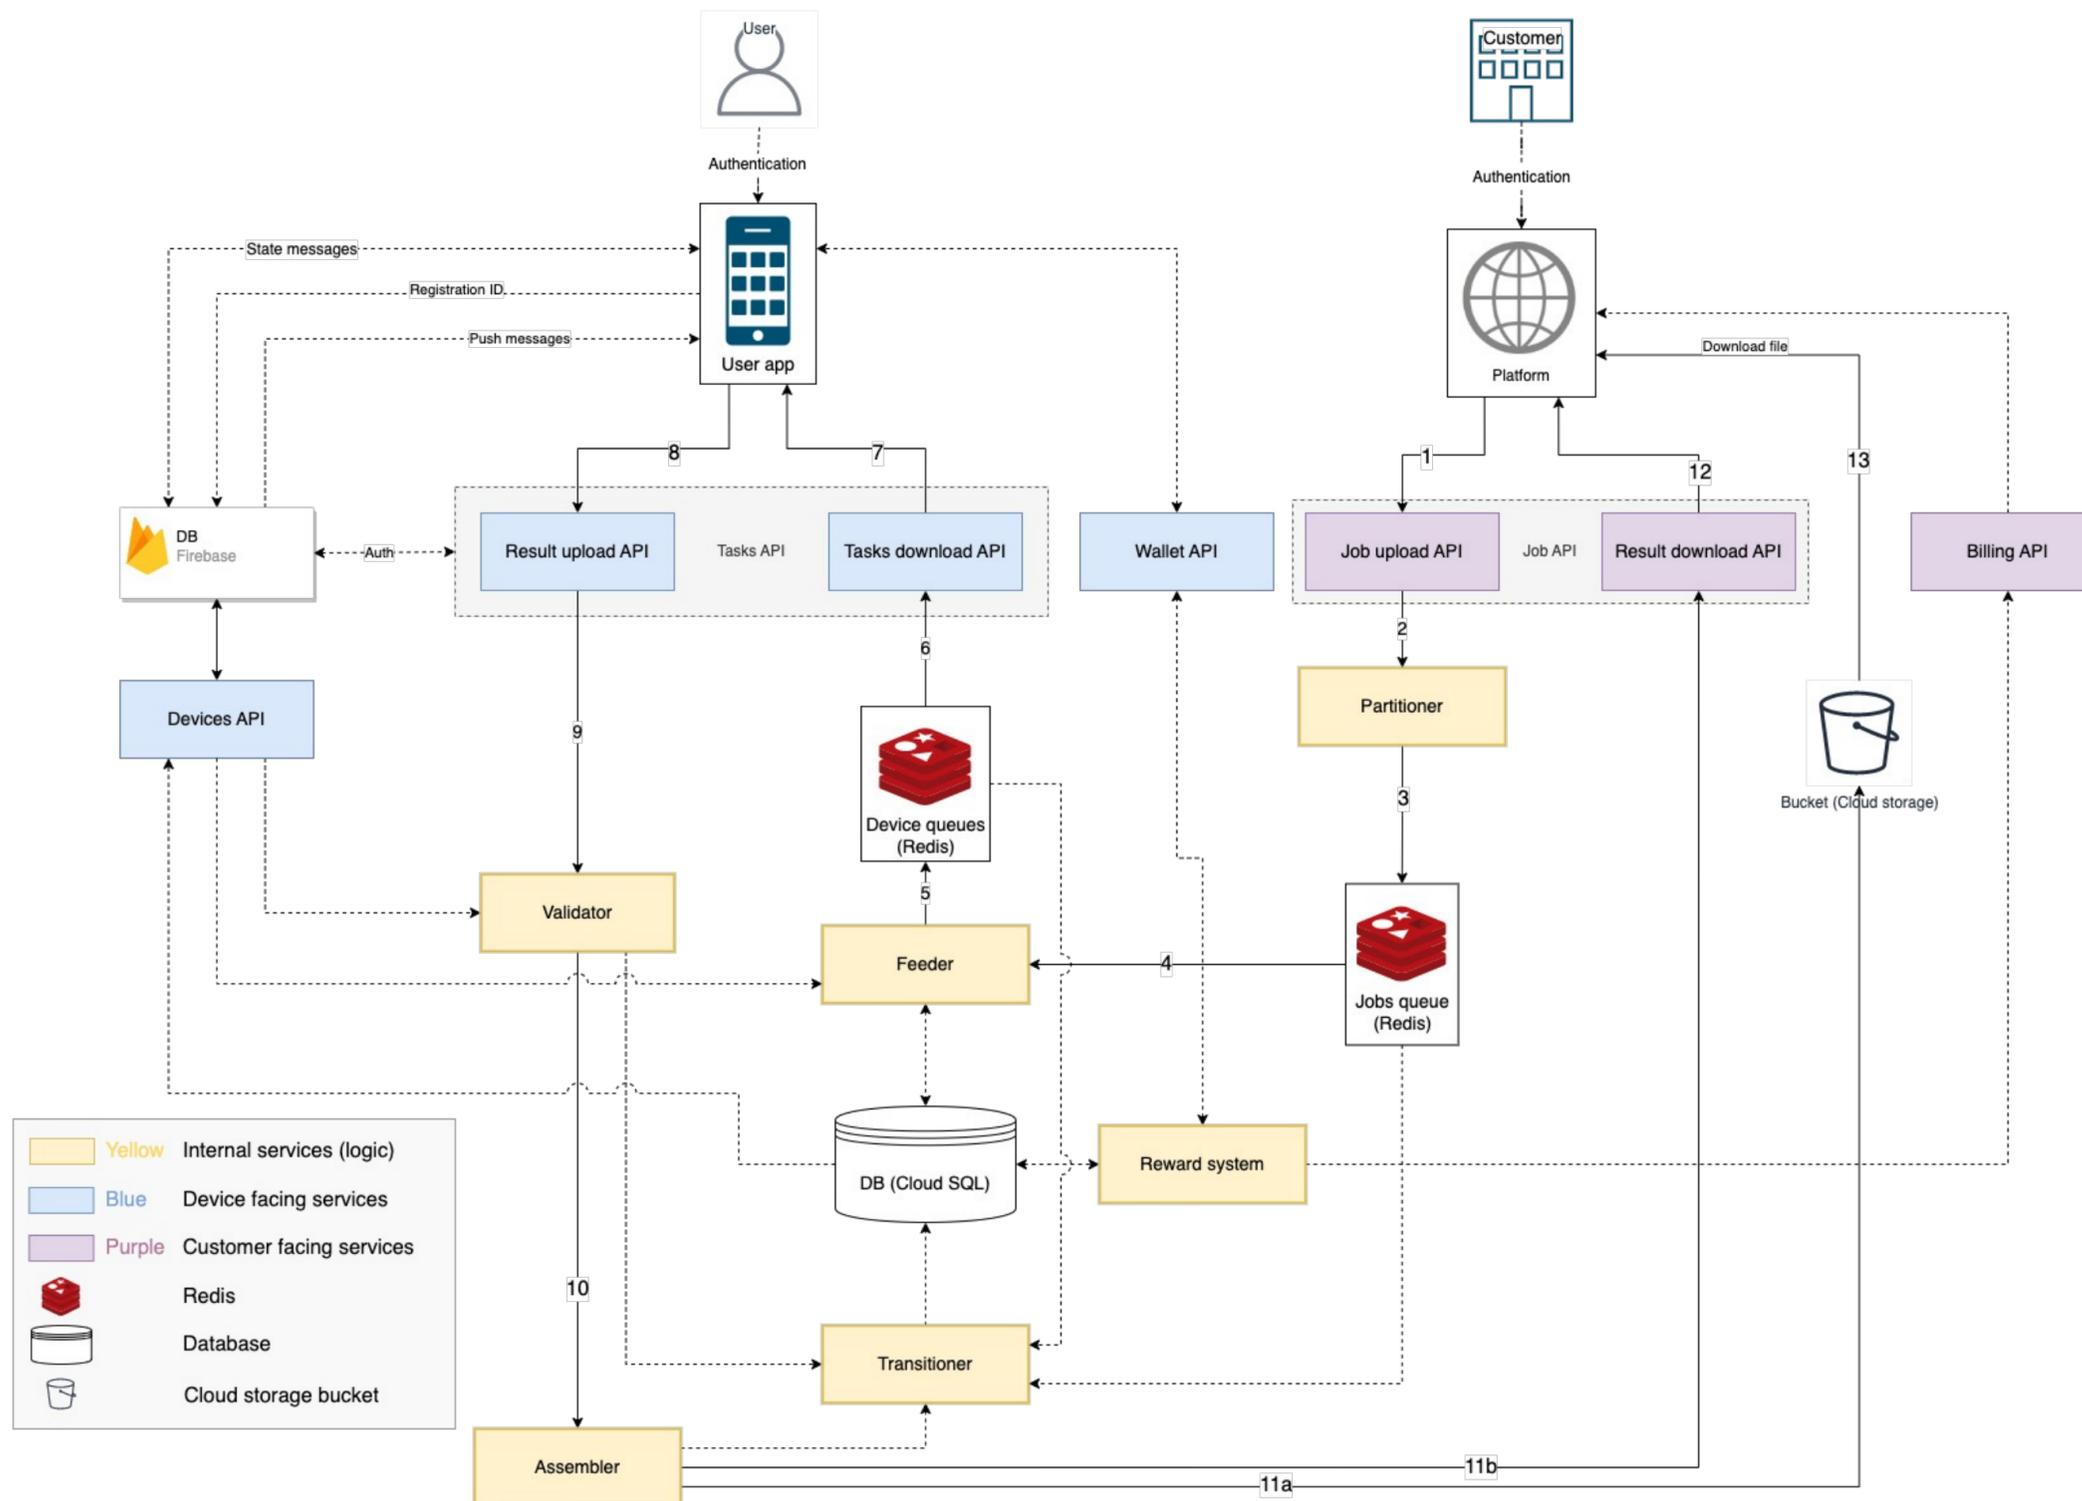 User
Customer
Authentication
Authentication
State messages
Registration ID
Push messages
User app
Download file
Platform
8
7
1
12
13
DB
Firebase
Auth
Result upload API
Tasks API
Tasks download API
Wallet API
Job upload API
Job API
Result download API
Billing API
2
6
Devices API
Partitioner
9
3
Bucket (Cloud storage)
Device queues
(Redis)
5
Validator
Feeder
4
Jobs queue
(Redis)
Yellow Internal services (logic)
Blue Device facing services
Purple Customer facing services
Redis
Database
Cloud storage bucket
Reward system
DB (Cloud SQL)
10
Transitioner
Assembler
11b
11a